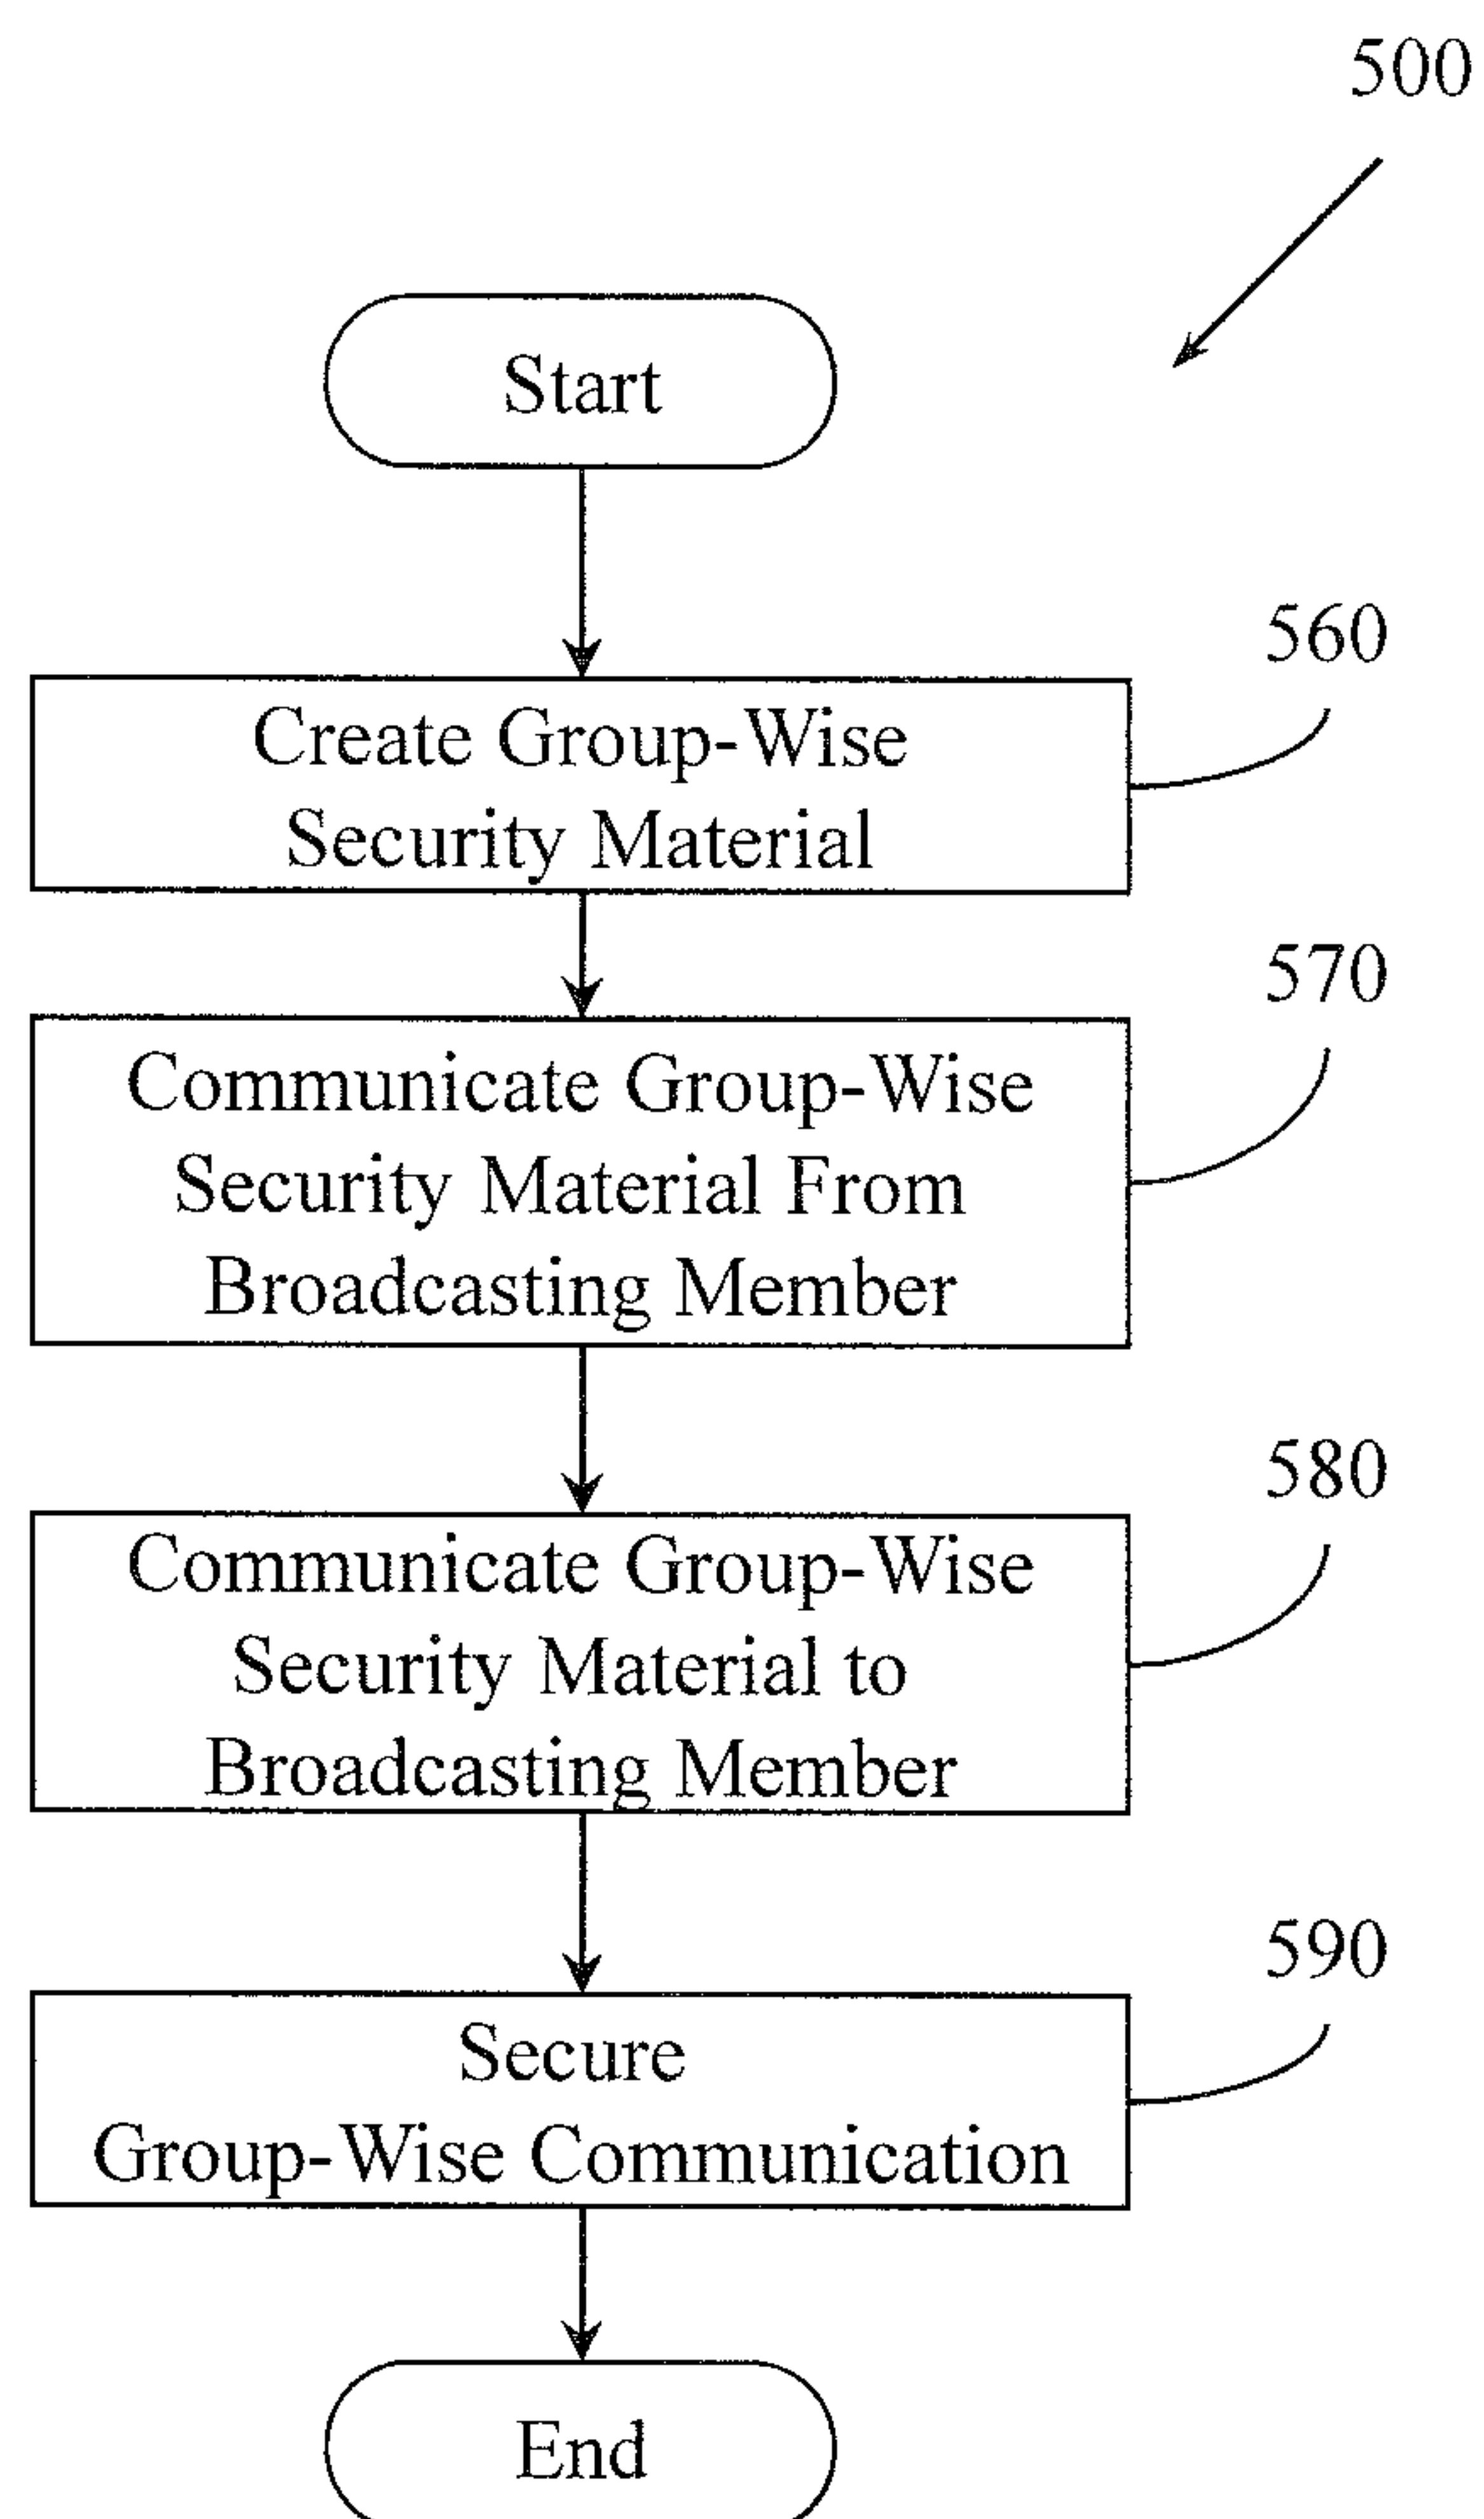 500
Start
560
Create Group-Wise
Security Material
570
Communicate Group-Wise
Security Material From
Broadcasting Member
580
Communicate Group-Wise
Security Material to
Broadcasting Member
590
Secure
Group-Wise Communication
End